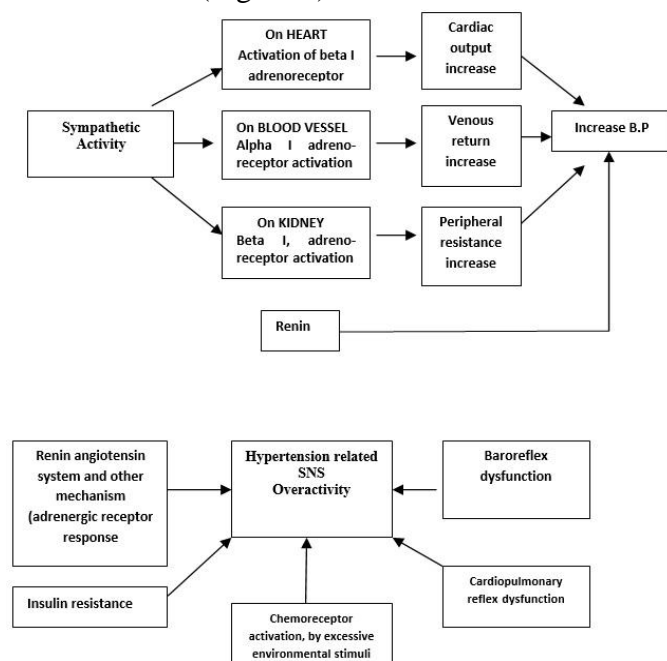 On HEART
Activation of beta I
adrenoreceptor
Cardiac
output
increase
Sympathetic
Activity
On BLOOD VESSEL
Alpha I adreno-
receptor activation
Venous
return
increase
Increase B.P
On KIDNEY
Beta I, adreno-
receptor activation
Peripheral
resistance
increase
Renin
Renin angiotensin
system and other
mechanism
(adrenergic receptor
response
Hypertension related
SNS
Overactivity
Baroreflex
dysfunction
Insulin resistance
Chemoreceptor
activation, by excessive
environmental stimuli
Cardiopulmonary
reflex dysfunction